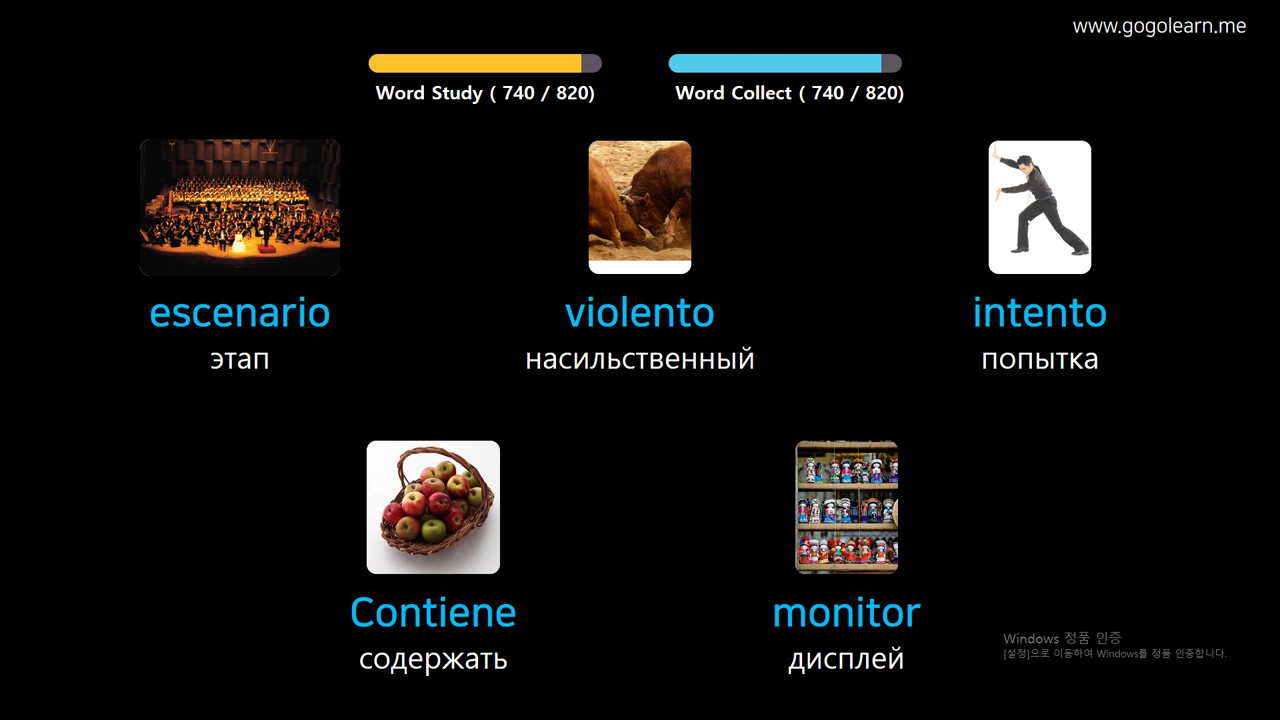 www.gogolearn.me
Word Study ( 740 / 820)
Word Collect ( 740 / 820)
escenario
violento
intento
этап
насильственный
попытка
Contiene
monitor
содержать
дисплей
Windows 정품 인증
[설정]으로 이동하여 Windows를 정품 인증합니다.